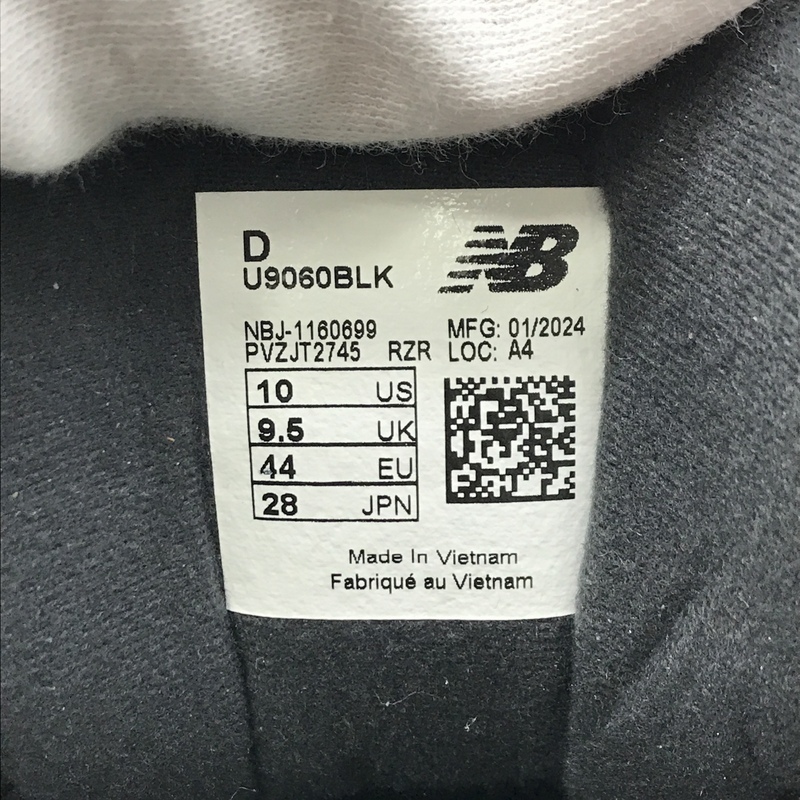 D
U9060BLK
NB
NBJ-1160699 MFG: 01/2024
PVZJT2745 RZR LOC: A4
10 US
9.5 UK
44 EU
28 JPN
Made In Vietnam
Fabriqué au Vietnam